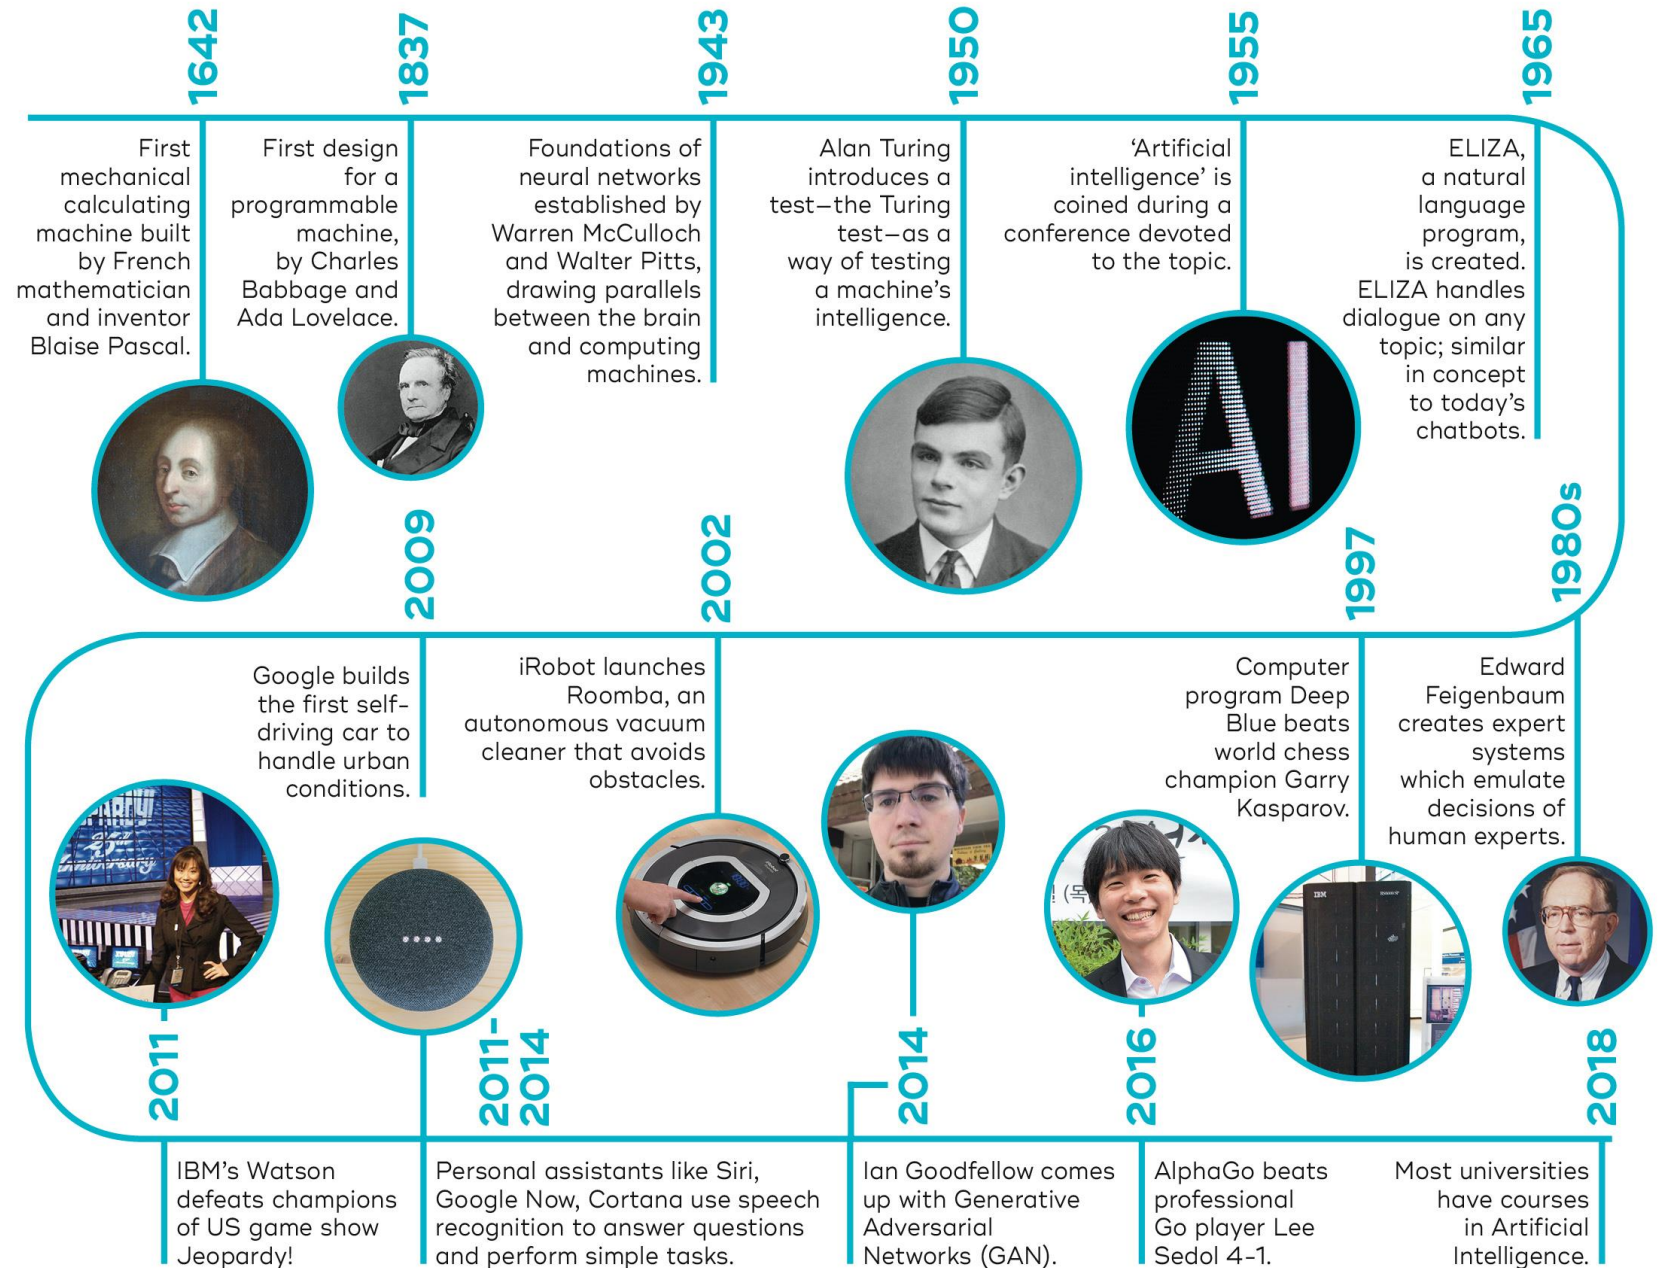 1642
First
mechanical
calculating
machine built
by French
mathematician
and inventor
Blaise Pascal.
1837
First design
for a
programmable
machine,
by Charles
Babbage and
Ada Lovelace.
1943
Foundations of
neural networks
established by
Warren McCulloch
and Walter Pitts,
drawing parallels
between the brain
and computing
machines.
1950
Alan Turing
introduces a
test—the Turing
test—as a
way of testing
a machine’s
intelligence.
1955
‘Artificial
intelligence’ is
coined during a
conference devoted
to the topic.
AI
1965
ELIZA,
a natural
language
program,
is created.
ELIZA handles
dialogue on any
topic; similar
in concept
to today’s
chatbots.
1980s
Edward
Feigenbaum
creates expert
systems
which emulate
decisions of
human experts.
1997
Computer
program Deep
Blue beats
world chess
champion Garry
Kasparov.
IBM
2002
iRobot launches
Roomba, an
autonomous vacuum
cleaner that avoids
obstacles.
2009
Google builds
the first self-
driving car to
handle urban
conditions.
25th
Anniversary
2011
IBM’s Watson
defeats champions
of US game show
Jeopardy!
2011-
2014
Personal assistants like Siri,
Google Now, Cortana use speech
recognition to answer questions
and perform simple tasks.
2014
Ian Goodfellow comes
up with Generative
Adversarial
Networks (GAN).
2016
AlphaGo beats
professional
Go player Lee
Sedol 4-1.
2018
Most universities
have courses
in Artificial
Intelligence.